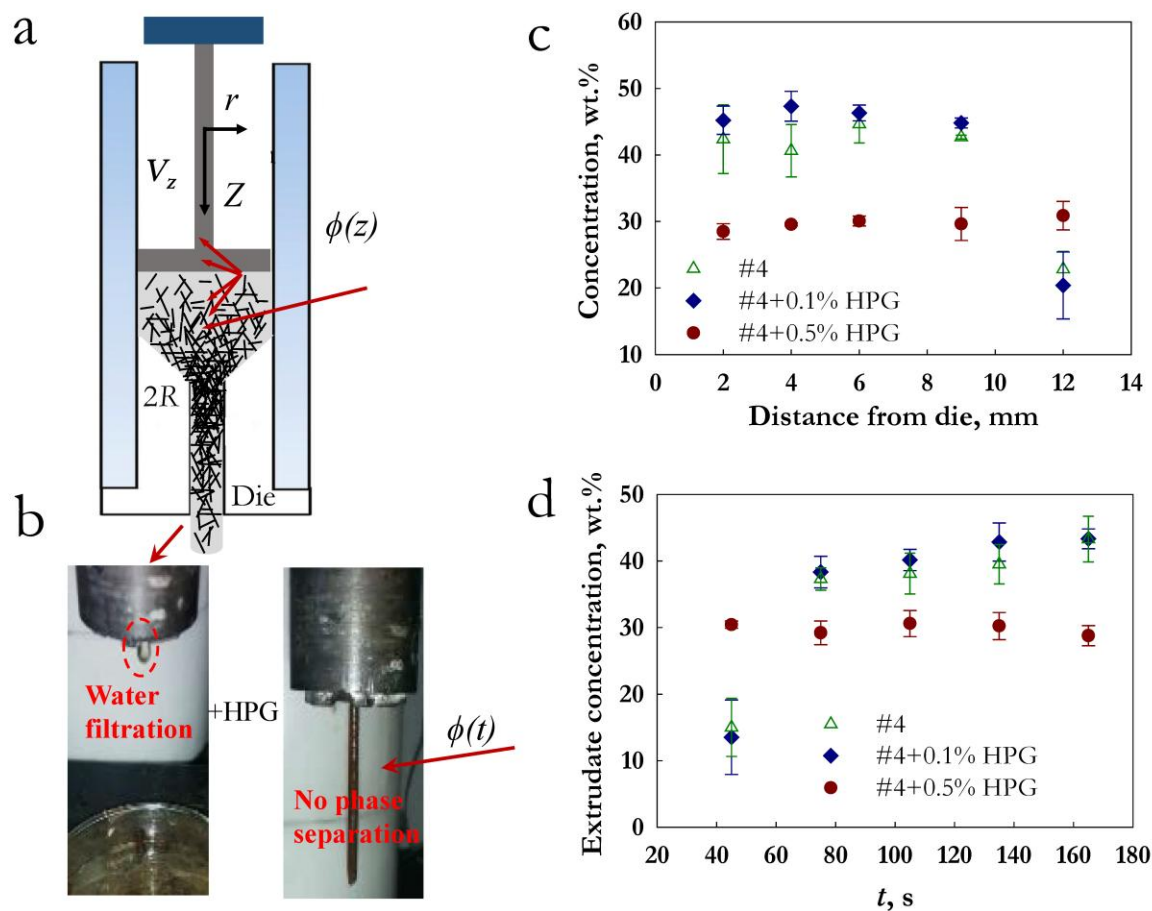 a
r
V_z
Z
ϕ(z)
2R
Die
b
Water
filtration
+HPG
ϕ(t)
No phase
separation
c
Concentration, wt.%
60
50
40
30
20
10
#4
#4+0.1% HPG
#4+0.5% HPG
0 2 4 6 8 10 12 14
Distance from die, mm
d
Extrudate concentration, wt.%
50
40
30
20
10
0
#4
#4+0.1% HPG
#4+0.5% HPG
20 40 60 80 100 120 140 160 180
t, s